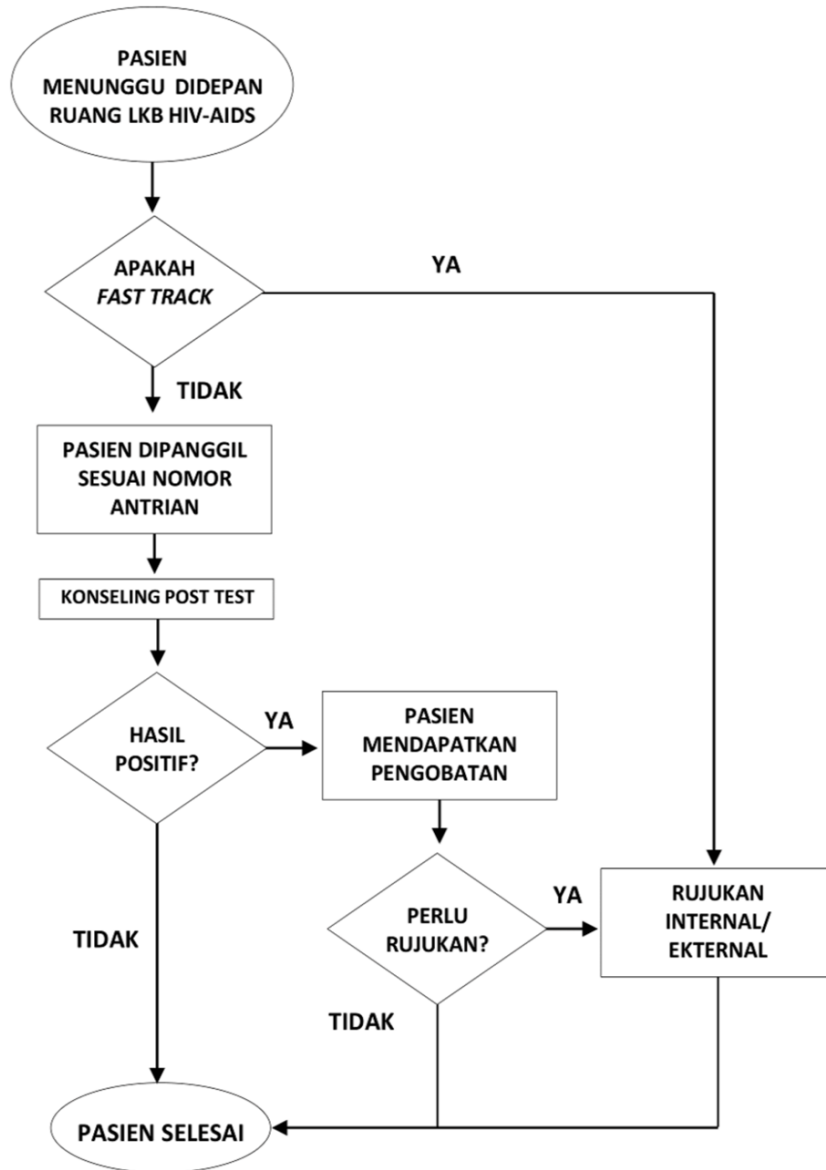 PASIEN
MENUNGGU DIDEPAN
RUANG LKB HIV-AIDS
APAKAH
FAST TRACK
YA
TIDAK
PASIEN DIPANGGIL
SESUAI NOMOR
ANTRIAN
KONSELING POST TEST
HASIL
POSITIF?
YA
PASIEN
MENDAPATKAN
PENGOBATAN
TIDAK
PERLU
RUJUKAN?
YA
RUJUKAN
INTERNAL/
EKTERNAL
TIDAK
PASIEN SELESAI